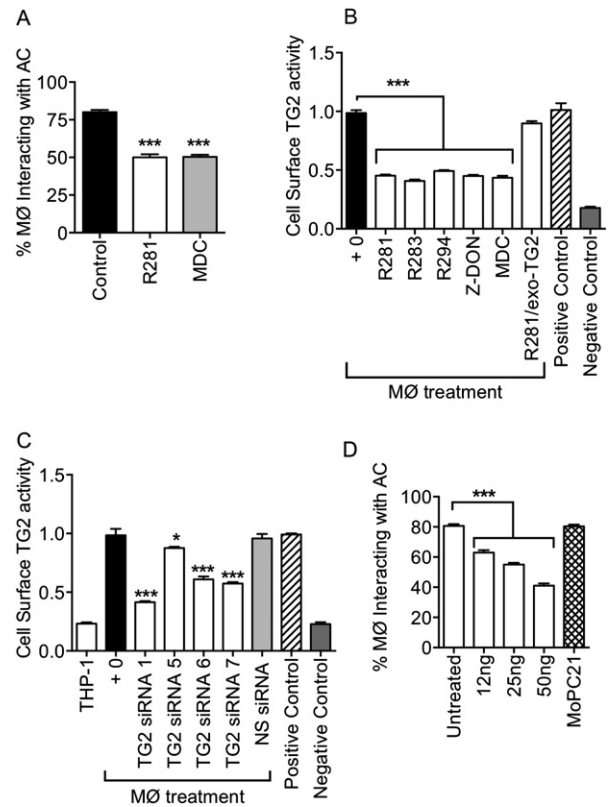 A
% MØ Interacting with AC
100
75
50
25
0
***
***
Control
R281
MDC
B
Cell Surface TG2 activity
1.5
1.0
0.5
0.0
***
+ 0
R281
R283
R294
Z-DON
MDC
R281/exo-TG2
Positive Control
Negative Control
MØ treatment
C
Cell Surface TG2 activity
1.5
1.0
0.5
0.0
***
*
***
***
THP-1
+ 0
TG2 siRNA 1
TG2 siRNA 5
TG2 siRNA 6
TG2 siRNA 7
NS siRNA
Positive Control
Negative Control
MØ treatment
D
% MØ Interacting with AC
100
80
60
40
20
0
***
Untreated
12ng
25ng
50ng
MoPC21